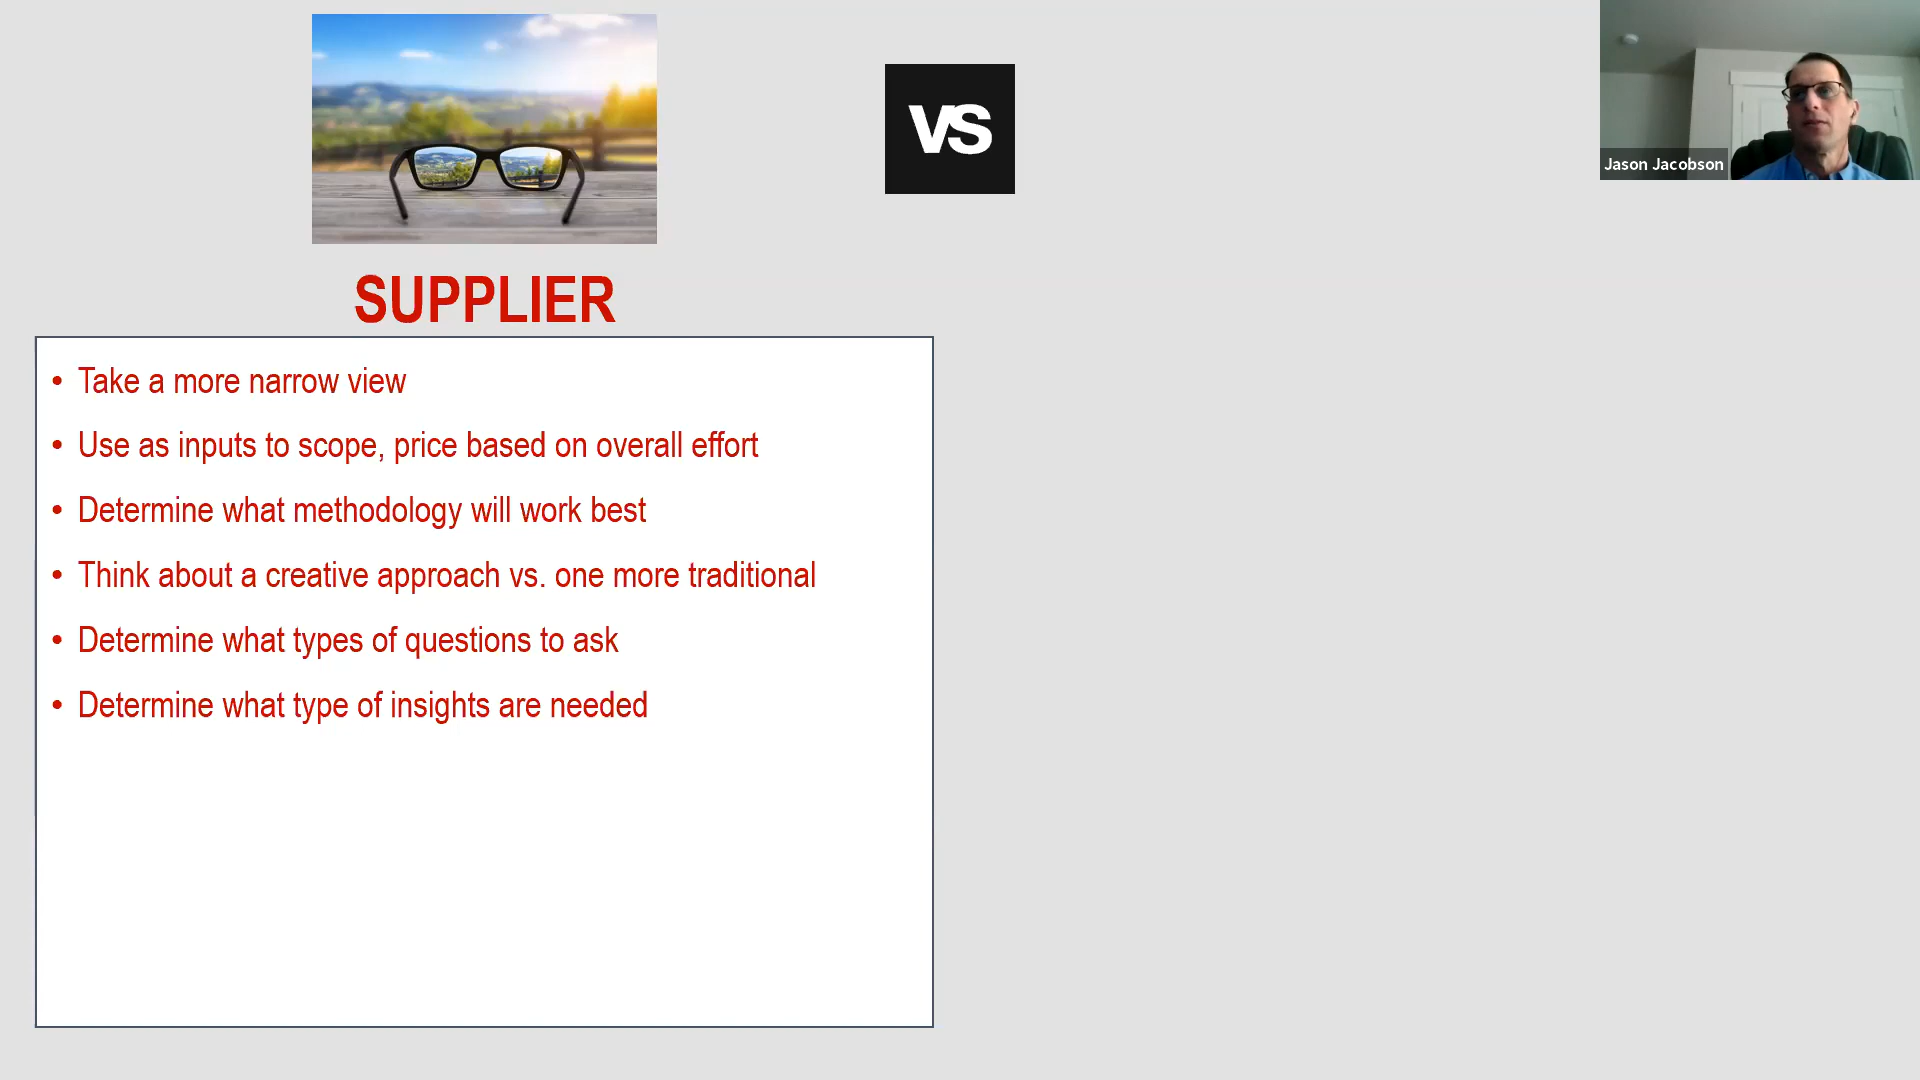 VS
Jason Jacobson
SUPPLIER
• Take a more narrow view
• Use as inputs to scope, price based on overall effort
• Determine what methodology will work best
• Think about a creative approach vs. one more traditional
• Determine what types of questions to ask
• Determine what type of insights are needed